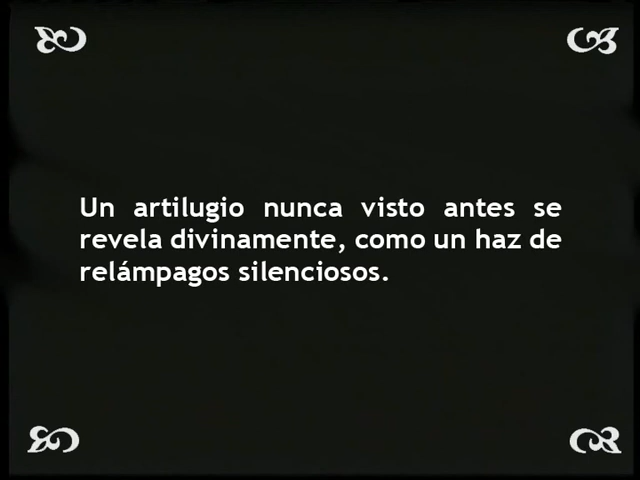 Un artilugio nunca visto antes se
revela divinamente, como un haz de
relámpagos silenciosos.